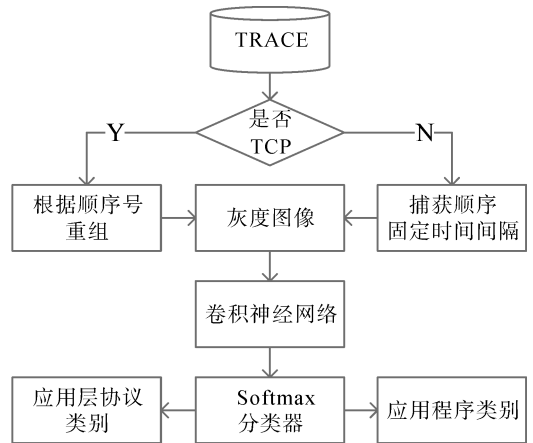 TRACE
是否
TCP
Y
N
根据顺序号
重组
灰度图像
捕获顺序
固定时间间隔
卷积神经网络
应用层协议
类别
Softmax
分类器
应用程序类别